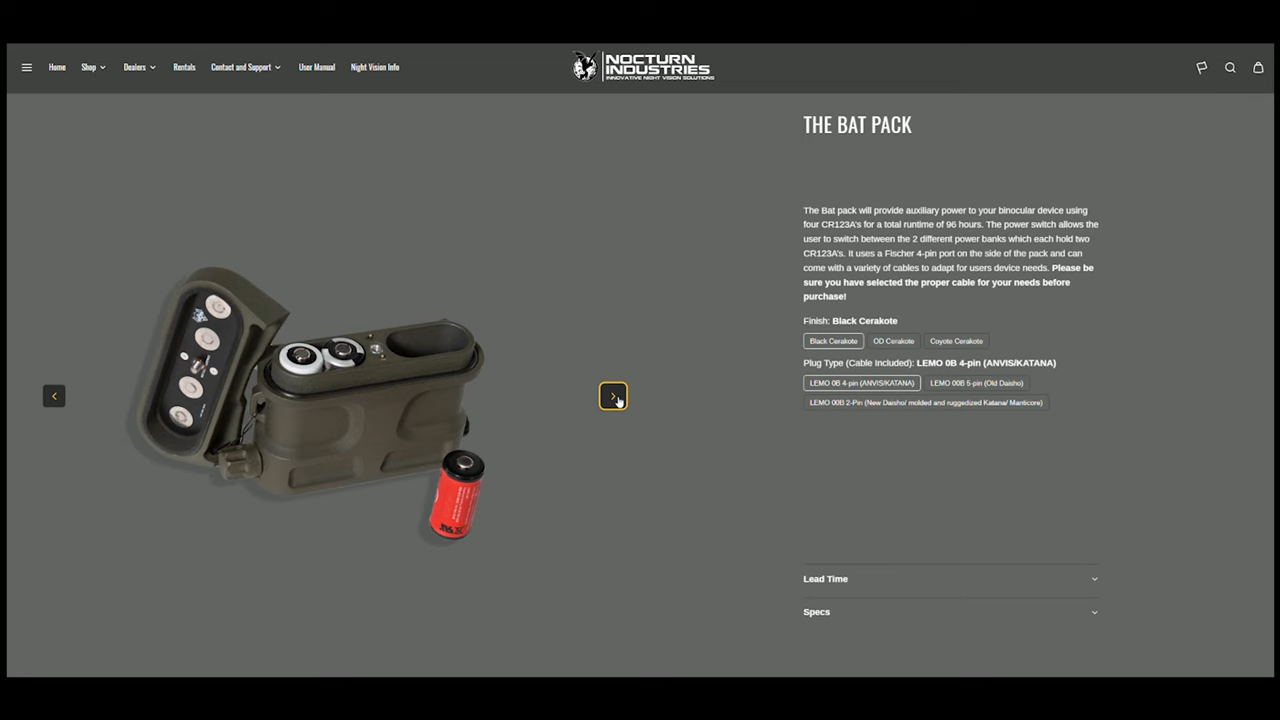 Home
Shop
Dealers
Rentals
Contact and Support
User Manual
Night Vision Info
NOCTURN
INDUSTRIES
INNOVATIVE NIGHT VISION SOLUTIONS
THE BAT PACK
The Bat pack will provide auxiliary power to your binocular device using
four CR123A's for a total runtime of 96 hours. The power switch allows the
user to switch between the 2 different power banks which each hold two
CR123A's. It uses a Fischer 4-pin port on the side of the pack and can
come with a variety of cables to adapt for users device needs. Please be
sure you have selected the proper cable for your needs before
purchase!
Finish: Black Cerakote
Black Cerakote
OD Cerakote
Coyote Cerakote
Plug Type (Cable Included): LEMO 0B 4-pin (ANVIS/KATANA)
LEMO 0B 4-pin (ANVIS/KATANA)
LEMO 00B 5-pin (Old Daisho)
LEMO 00B 2-Pin (New Daisho/ molded and ruggedized Katana/ Manticore)
Lead Time
Specs